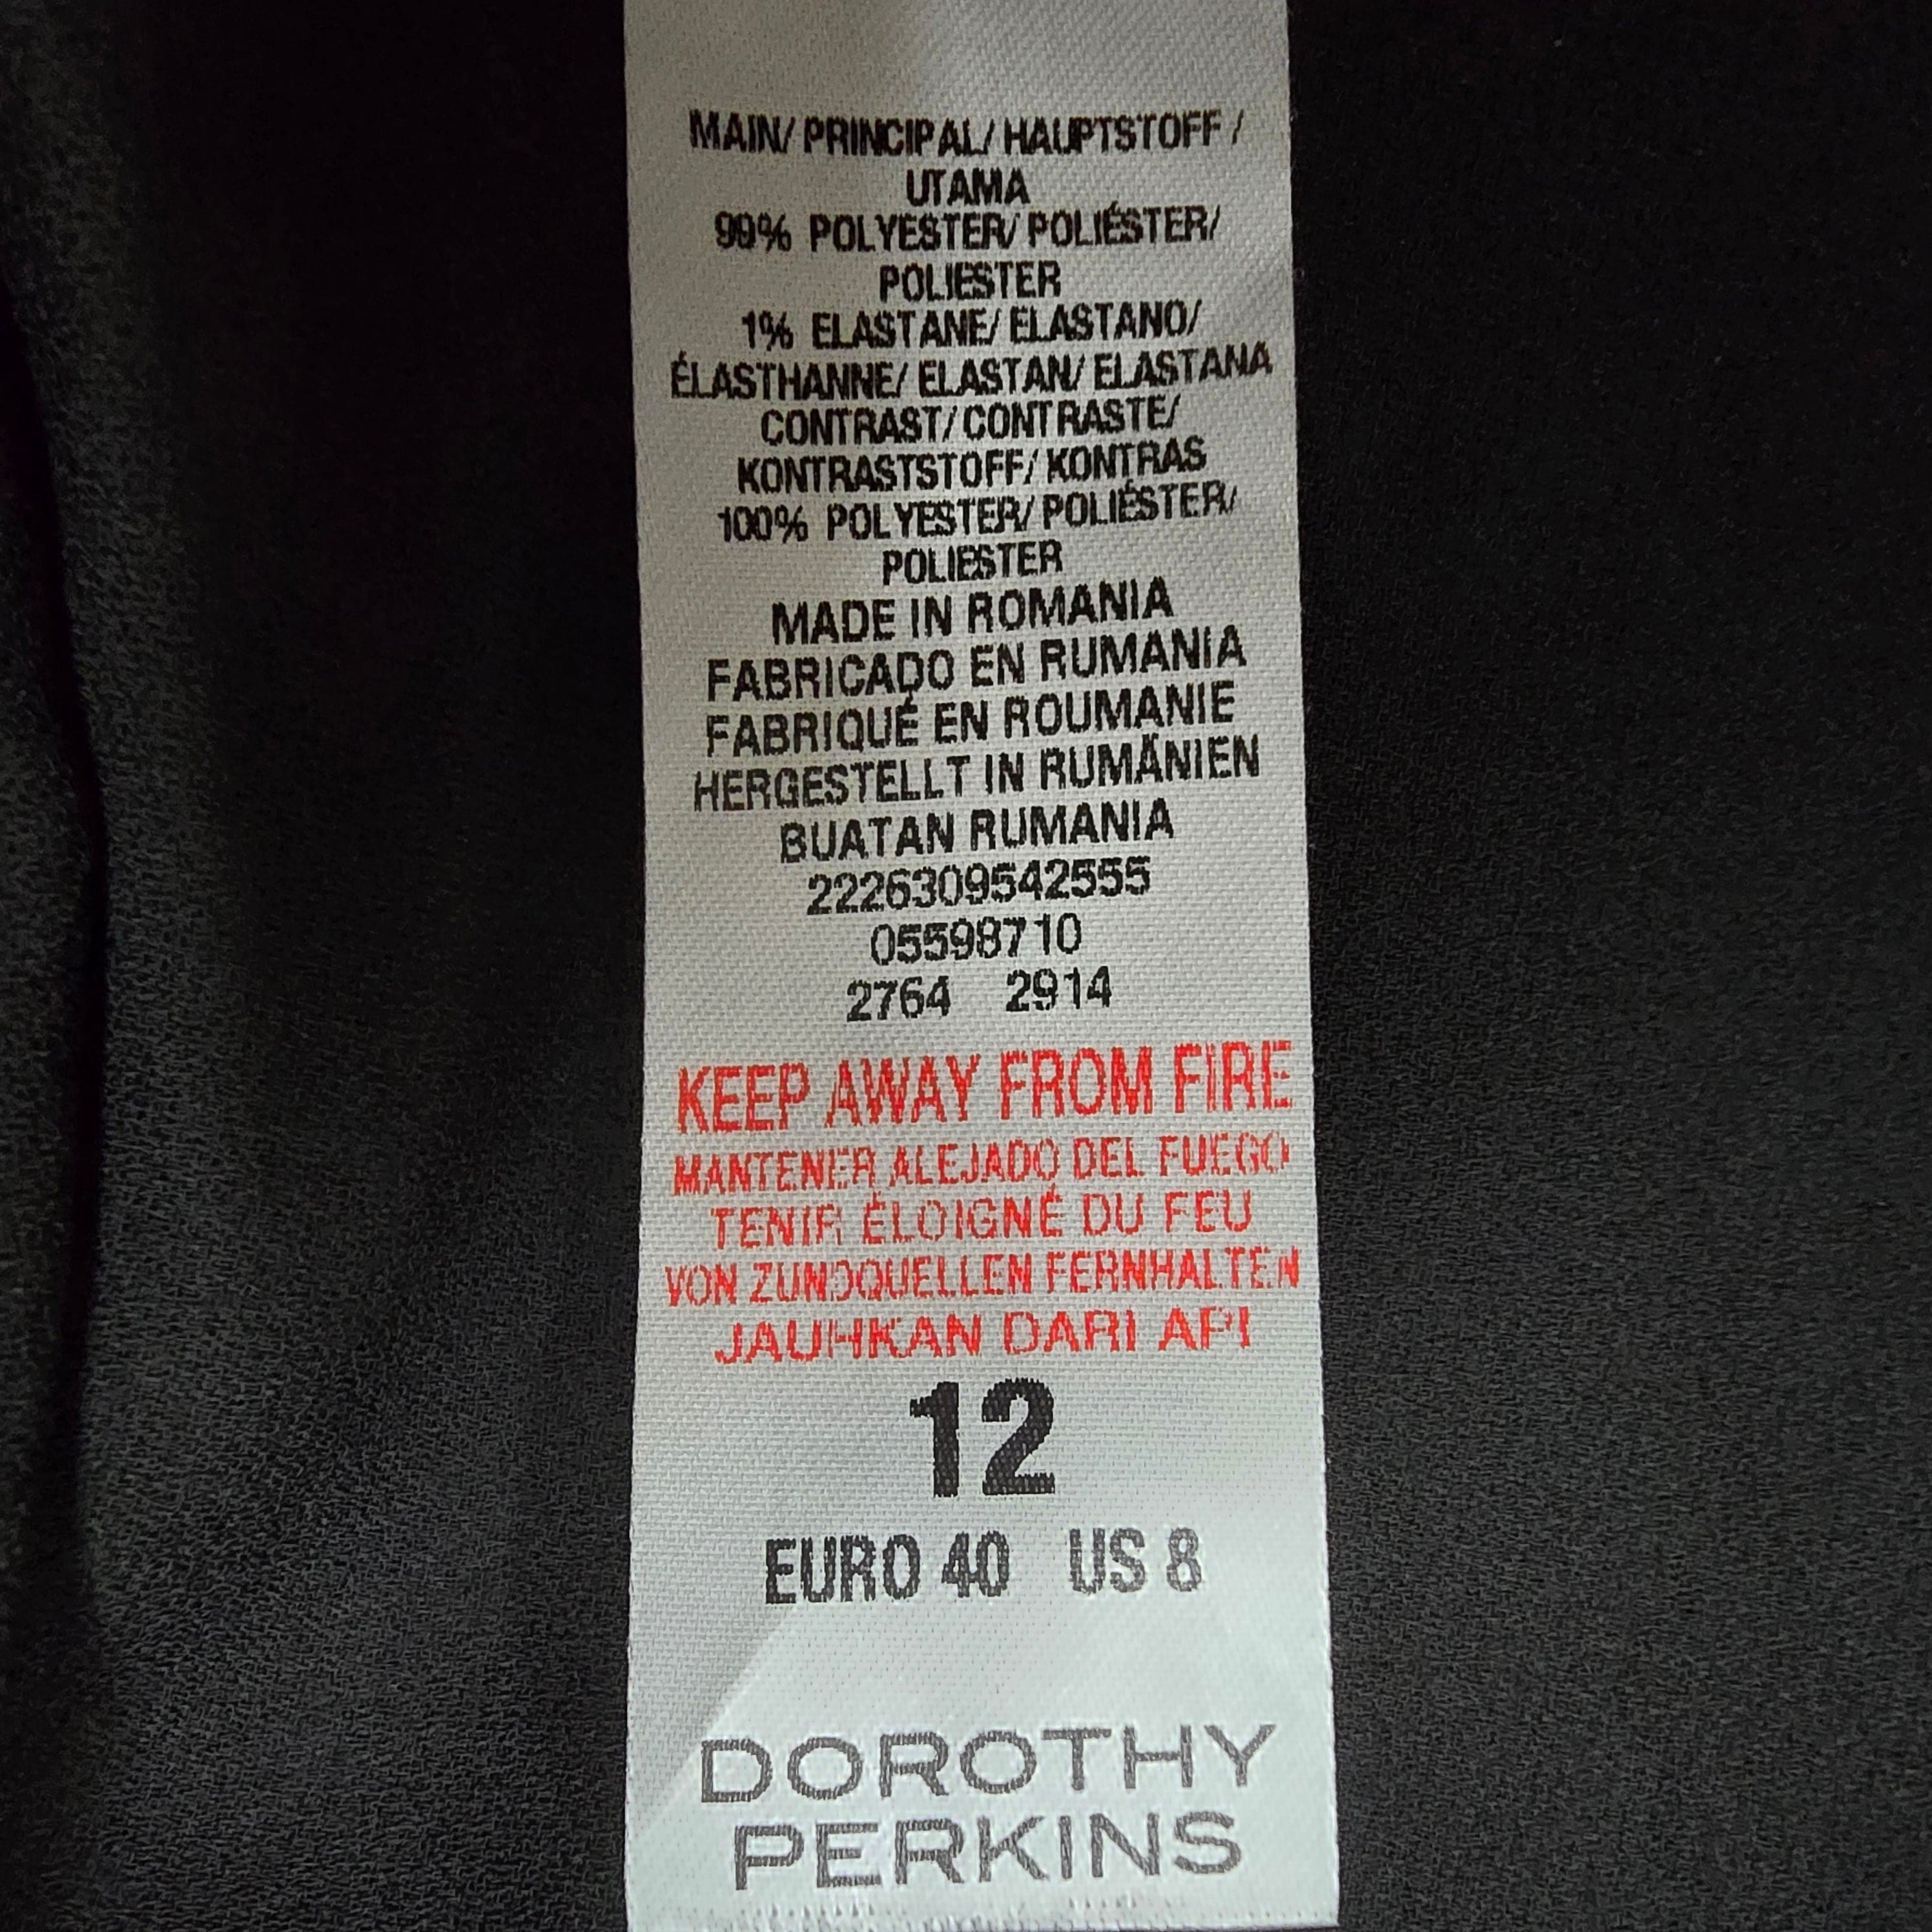 MAIN/ PRINCIPAL/ HAUPTSTOFF /
UTAMA
99% POLYESTER/ POLIÉSTER/
POLIESTER
1% ELASTANE/ ELASTANO/
ÉLASTHANNE/ ELASTAN/ ELASTANA
CONTRAST/ CONTRASTE/
KONTRASTSTOFF/ KONTRAS
100% POLYESTER/ POLIÉSTER/
POLIESTER
MADE IN ROMANIA
FABRICADO EN RUMANIA
FABRIQUÉ EN ROUMANIE
HERGESTELLT IN RUMÄNIEN
BUATAN RUMANIA
2226309542555
05598710
2764 2914
KEEP AWAY FROM FIRE
MANTENER ALEJADO DEL FUEGO
TENIR ÉLOIGNÉ DU FEU
VON ZUNDQUELLEN FERNHALTEN
JAUHKAN DARI API
12
EURO 40 US 8
DOROTHY
PERKINS